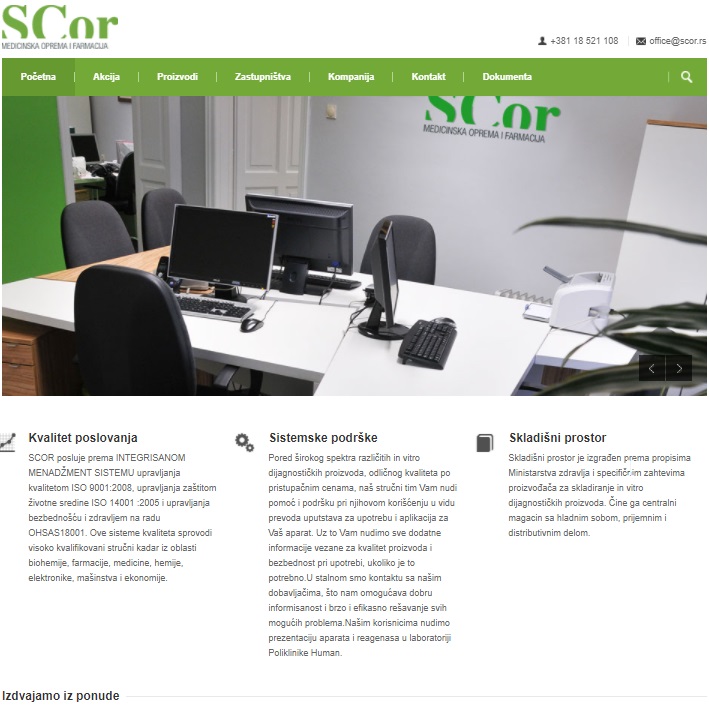 SCor
MEDICINSKA OPREMA I FARMACIJA
+381 18 521 108
office@scor.rs
Početna
Akcija
Proizvodi
Zastupništva
Kompanija
Kontakt
Dokumenta
SCor
MEDICINSKA OPREMA I FARMACIJA
Kvalitet poslovanja
SCOR posluje prema INTEGRISANOM
MENADŽMENT SISTEMU upravljanja
kvalitetom ISO 9001:2008, upravljanja zaštitom
životne sredine ISO 14001 :2005 i upravljanja
bezbednošću i zdravljem na radu
OHSAS18001. Ove sisteme kvaliteta sprovodi
visoko kvalifikovani stručni kadar iz oblasti
biohemije, farmacije, medicine, hemije,
elektronike, mašinstva i ekonomije.
Sistemske podrške
Pored širokog spektra različitih in vitro
dijagnostičkih proizvoda, odličnog kvaliteta po
pristupačnim cenama, naš stručni tim Vam nudi
pomoć i podršku pri njihovom korišćenju u vidu
prevoda uputstava za upotrebu i aplikacija za
Vaš aparat. Uz to Vam nudimo sve dodatne
informacije vezane za kvalitet proizvoda i
bezbednost pri upotrebi, ukoliko je to
potrebno.U stalnom smo kontaktu sa našim
dobavljačima, što nam omogućava dobru
informisanost i brzo i efikasno rešavanje svih
mogućih problema.Našim korisnicima nudimo
prezentaciju aparata i reagenasa u laboratoriji
Poliklinike Human.
Skladišni prostor
Skladišni prostor je izgrađen prema propisima
Ministarstva zdravlja i specifičnim zahtevima
proizvođača za skladiranje in vitro
dijagnostičkih proizvoda. Čine ga centralni
magacin sa hladnim sobom, prijemnim i
distributivnim delom.
Izdvajamo iz ponude